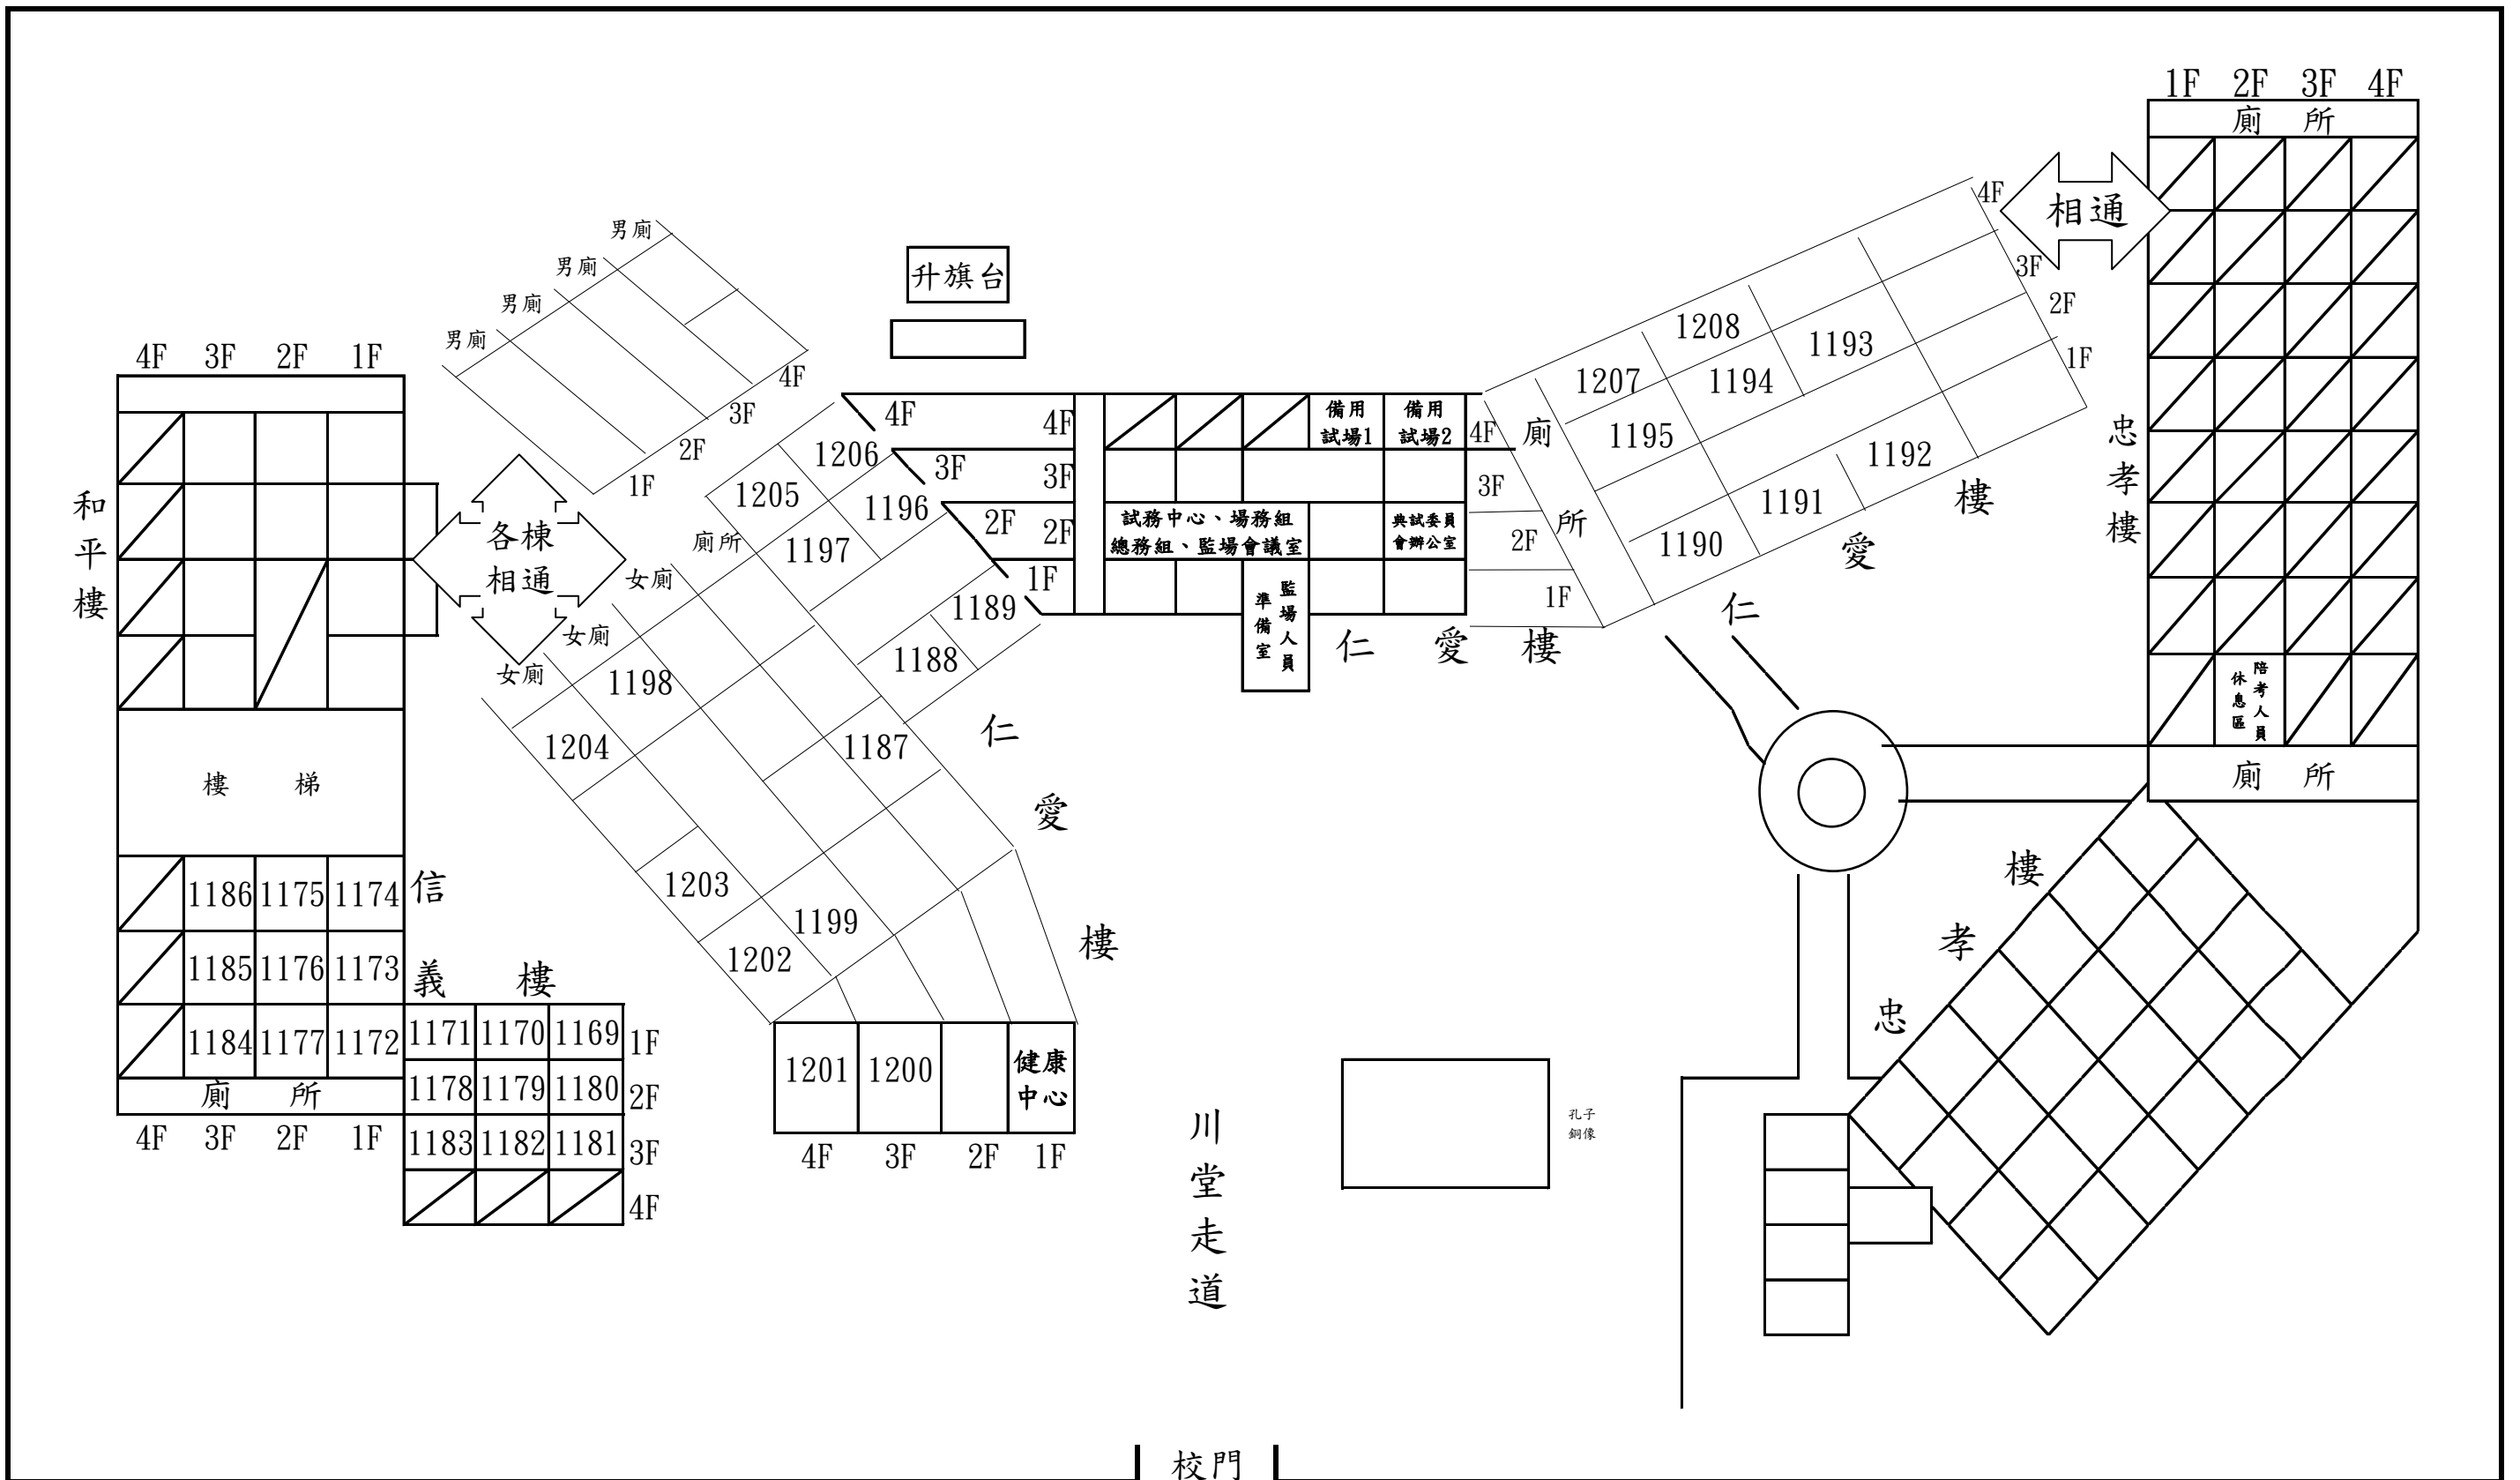 1F 2F 3F 4F
廁 所
相通
4F
3F
2F
1F
男廁
男廁
男廁
男廁
4F
3F
2F
1F
升旗台
4F 3F 2F 1F
和平樓
各棟
相通
廁所
女廁
女廁
女廁
1206
1205
1196
1197
1189
1188
1198
1204
1187
1203
1199
1202
仁愛樓
4F
3F
2F
1F
4F
3F
2F
備用
試場1
備用
試場2
試務中心、場務組
總務組、監場會議室
典試委員
會辦公室
監場人員
準備室
仁愛樓
4F
3F
2F
1F
廁所
1208
1207
1193
1194
1195
1192
1191
1190
仁愛樓
忠孝樓
陪考人員
休息區
廁 所
樓 梯
1186 1175 1174
1185 1176 1173
1184 1177 1172
廁 所
4F 3F 2F 1F
信義樓
1171 1170 1169 1F
1178 1179 1180 2F
1183 1182 1181 3F
4F
1201 1200
健康
中心
4F 3F 2F 1F
川堂走道
孔子
銅像
忠孝樓
校門